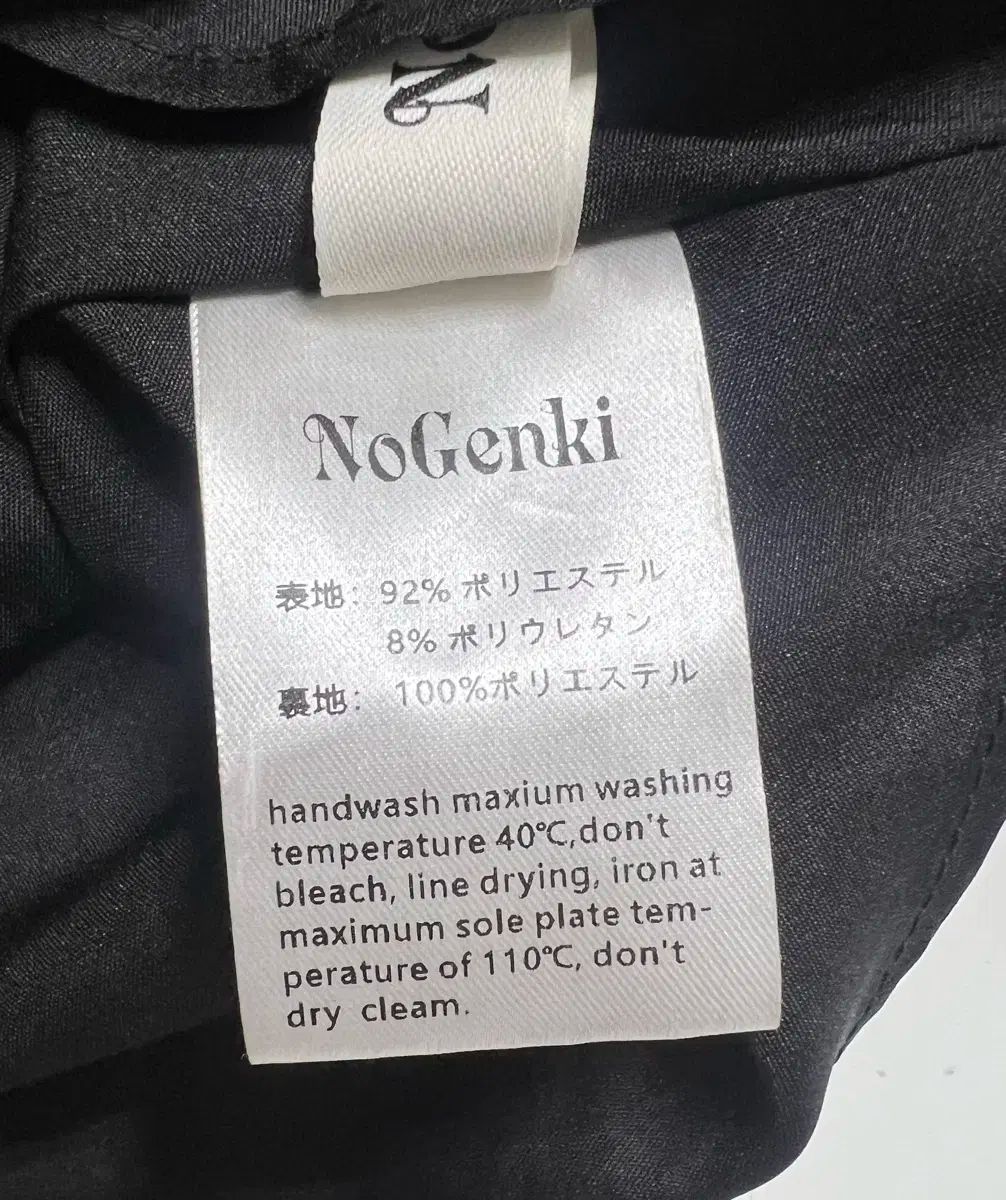 NoGenki
表地: 92% ポリエステル
8% ポリウレタン
裏地: 100%ポリエステル
handwash maxium washing
temperature 40℃,don't
bleach, line drying, iron at
maximum sole plate tem-
perature of 110℃, don't
dry cleam.